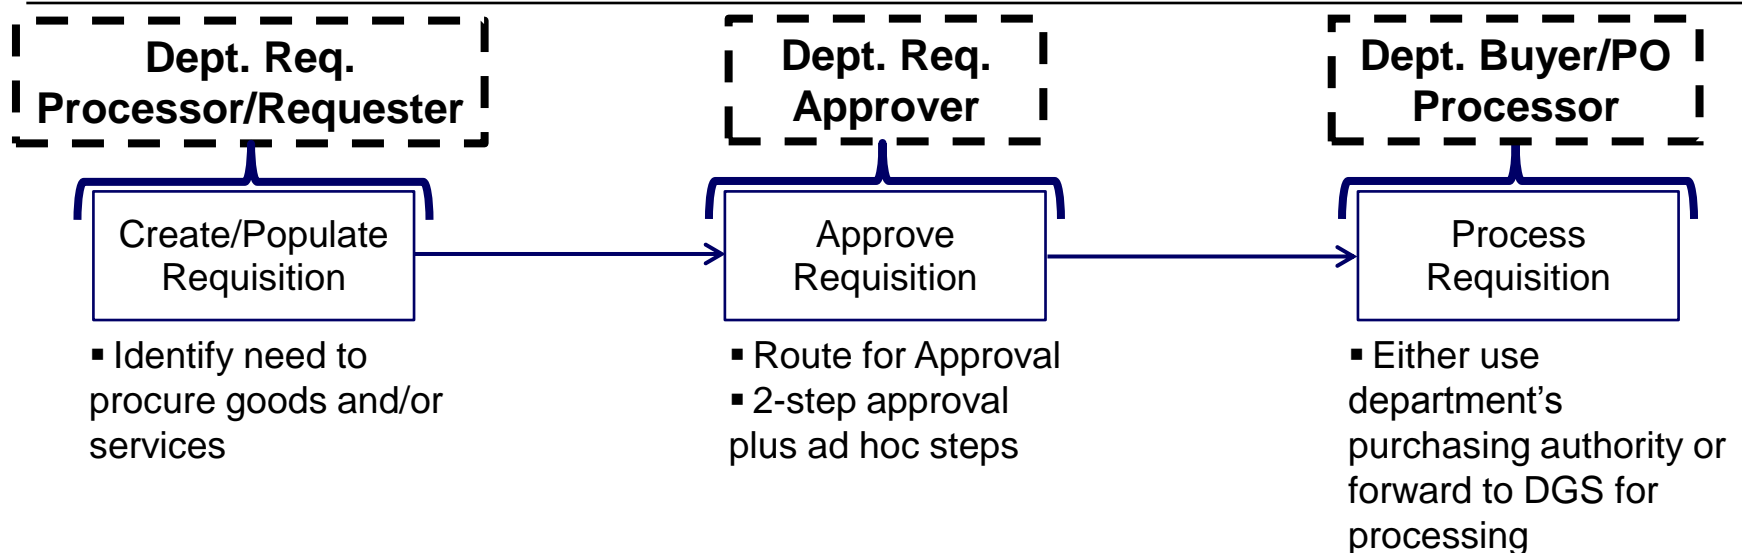 Dept. Req.
Processor/Requester
Dept. Req.
Approver
Dept. Buyer/PO
Processor
Create/Populate
Requisition
Approve
Requisition
Process
Requisition
▪ Identify need to
procure goods and/or
services
▪ Route for Approval
▪ 2-step approval
plus ad hoc steps
▪ Either use
department’s
purchasing authority or
forward to DGS for
processing